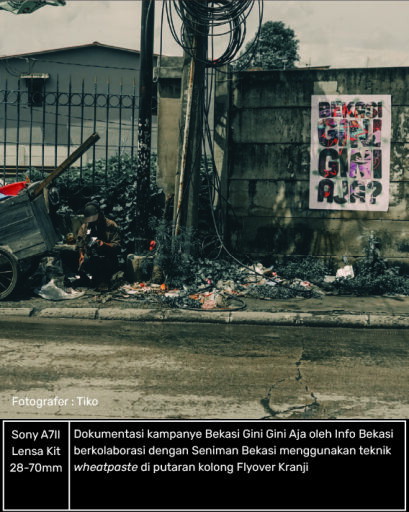 BEKASI
GINI
GINI
AJA?
Fotografer : Tiko
Sony A7II
Lensa Kit
28-70mm
Dokumentasi kampanye Bekasi Gini Gini Aja oleh Info Bekasi
berkolaborasi dengan Seniman Bekasi menggunakan teknik
wheatpaste di putaran kolong Flyover Kranji